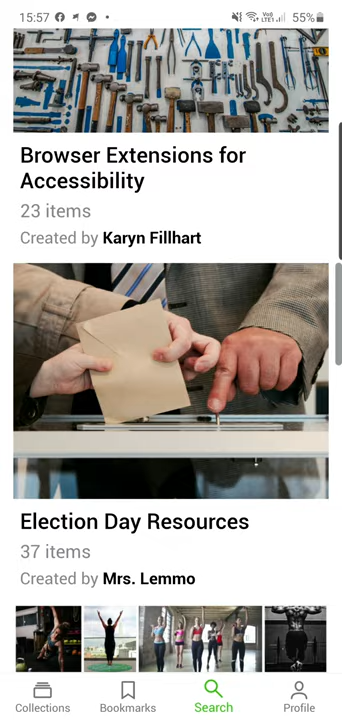 15:57
55%
Browser Extensions for
Accessibility
23 items
Created by Karyn Fillhart
Election Day Resources
37 items
Created by Mrs. Lemmo
Collections
Bookmarks
Search
Profile